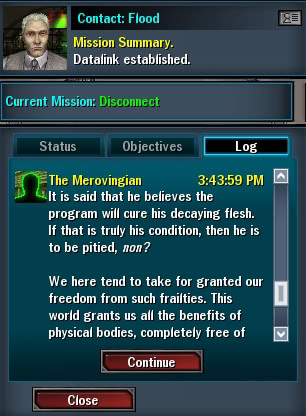 Contact: Flood
Mission Summary.
Datalink established.
Current Mission: Disconnect
Status Objectives Log
The Merovingian 3:43:59 PM
It is said that he believes the
program will cure his decaying flesh.
If that is truly his condition, then he is
to be pitied, non?
We here tend to take for granted our
freedom from such frailties. This
world grants us all the benefits of
physical bodies, completely free of
Continue
Close